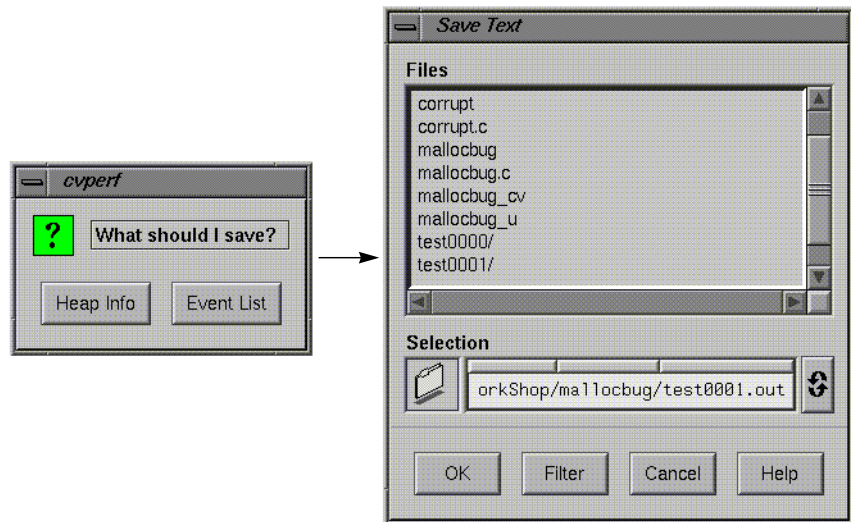 cvperf
What should I save?
Heap Info
Event List
Save Text
Files
corrupt
corrupt.c
mallocbug
mallocbug.c
mallocbug_cv
mallocbug_u
test0000/
test0001/
Selection
orkShop/mallocbug/test0001.out
OK
Filter
Cancel
Help